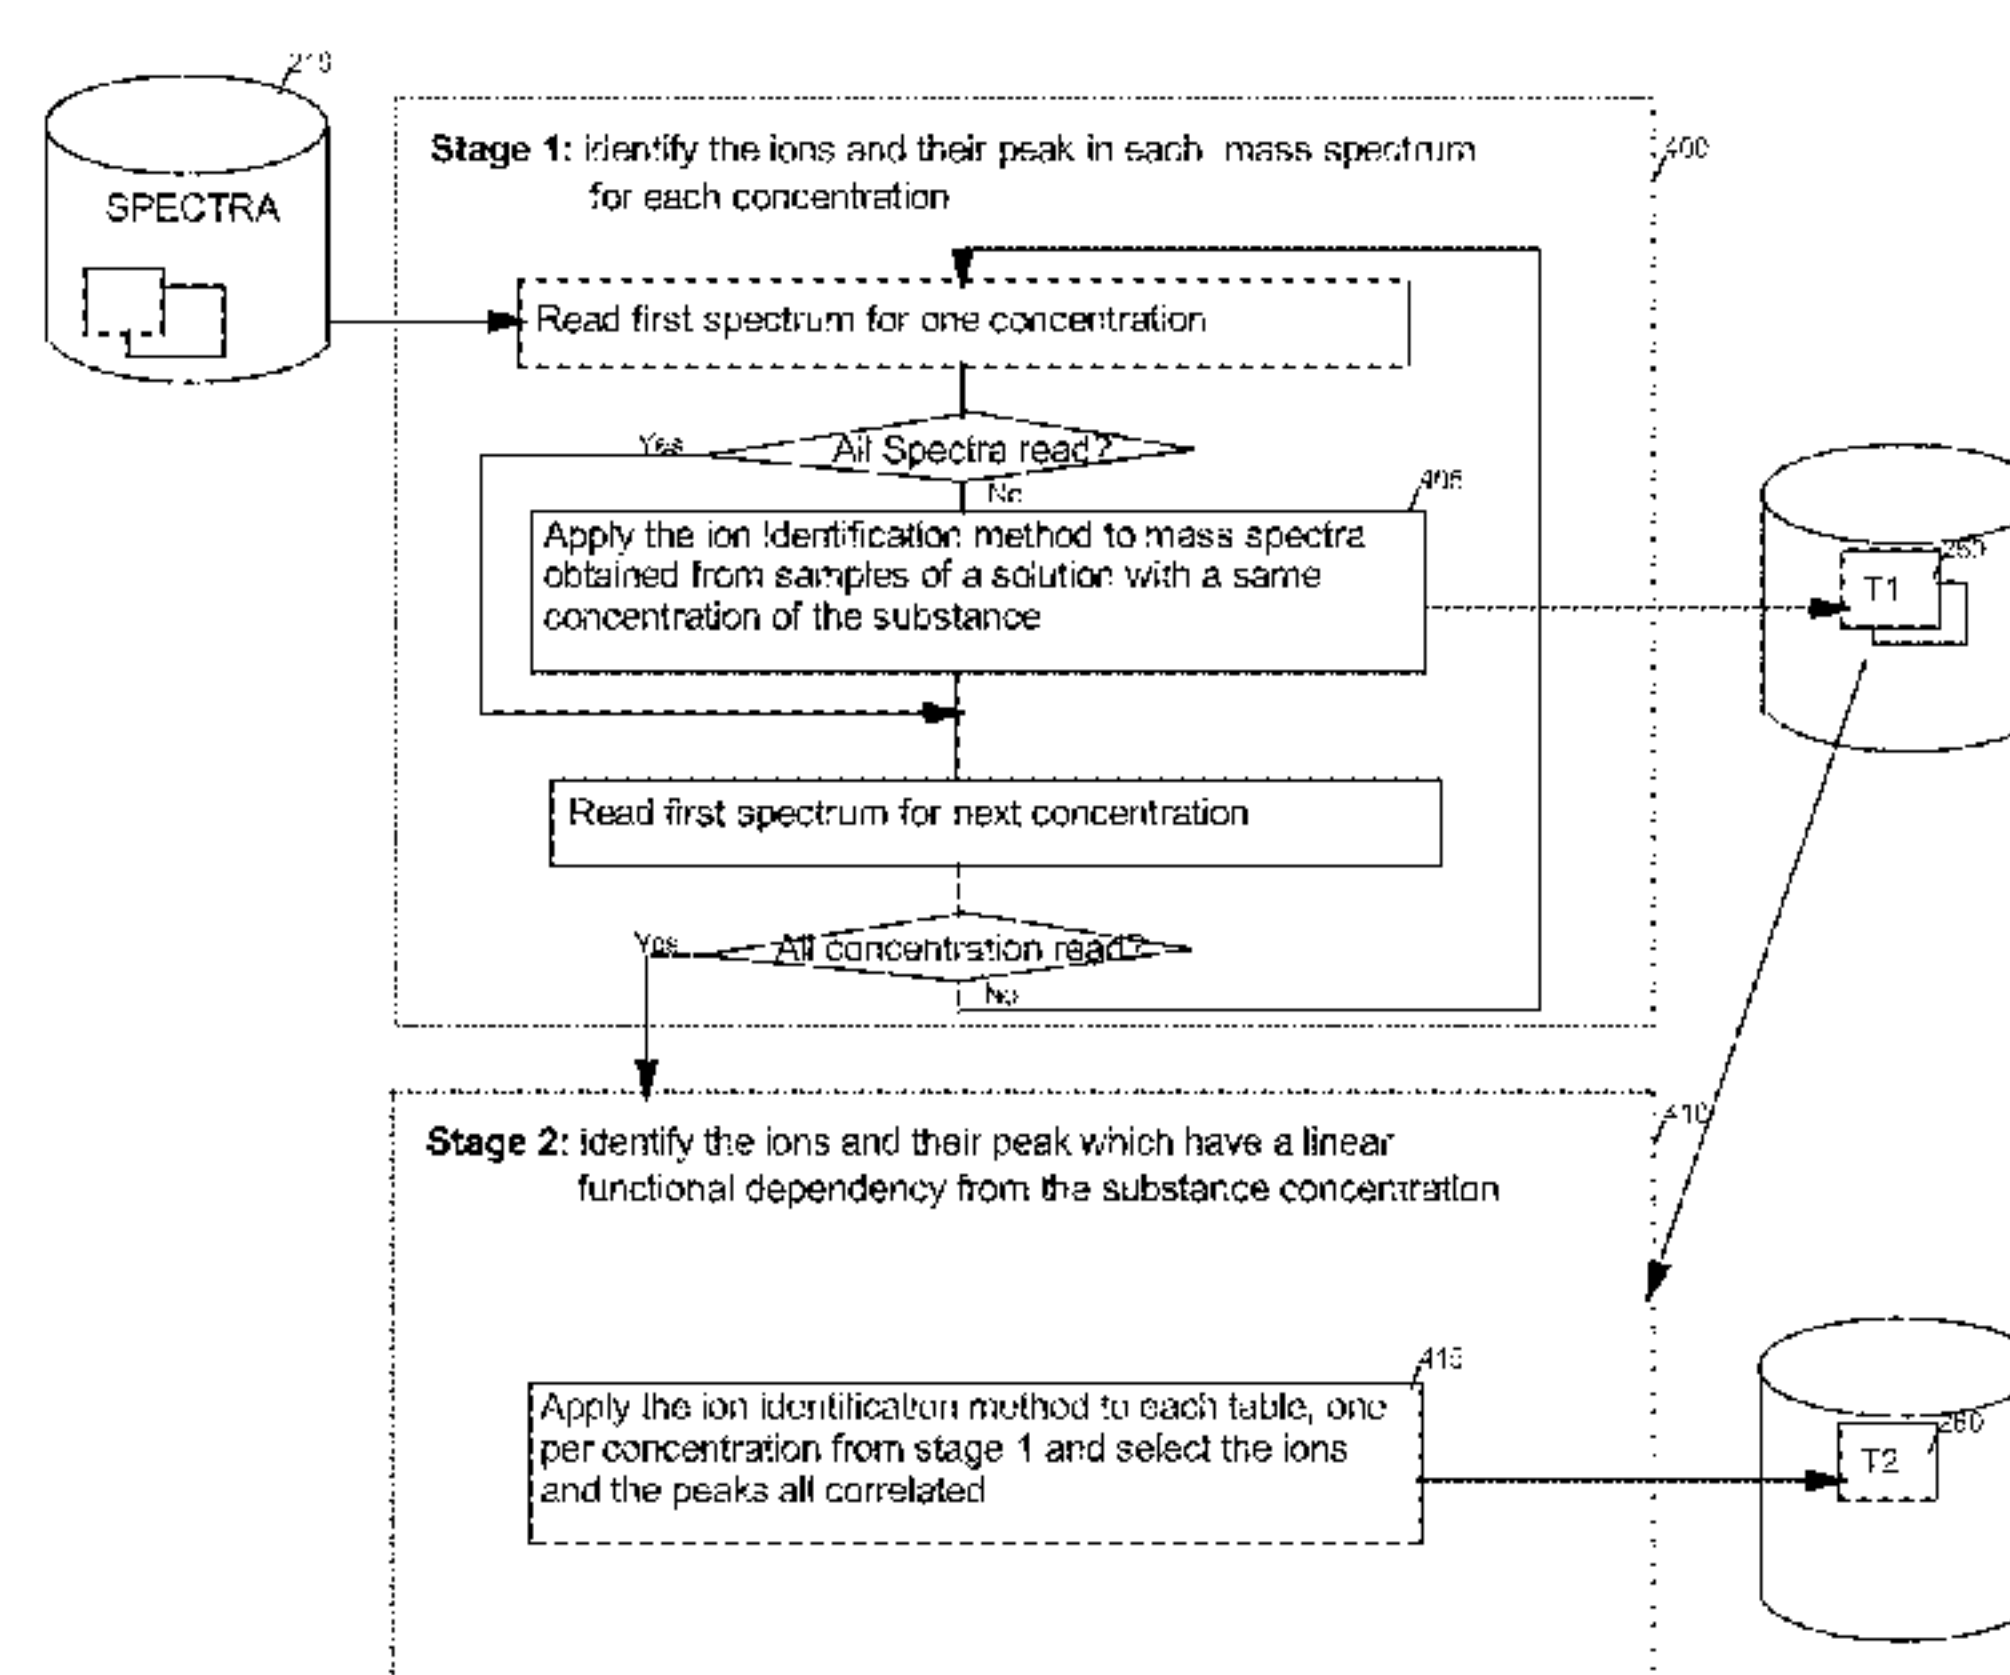 210
SPECTRA
Stage 1: identify the ions and their peak in each mass spectrum
for each concentration
400
Read first spectrum for one concentration
All Spectra read?
Yes
No
405
Apply the ion Identification method to mass spectra
obtained from samples of a solution with a same
concentration of the substance
T1
Read first spectrum for next concentration
All concentration read?
Yes
No
Stage 2: identify the ions and their peak which have a linear
functional dependency from the substance concentration
410
415
Apply the ion identification method to each table, one
per concentration from stage 1 and select the ions
and the peaks all correlated
260
T2